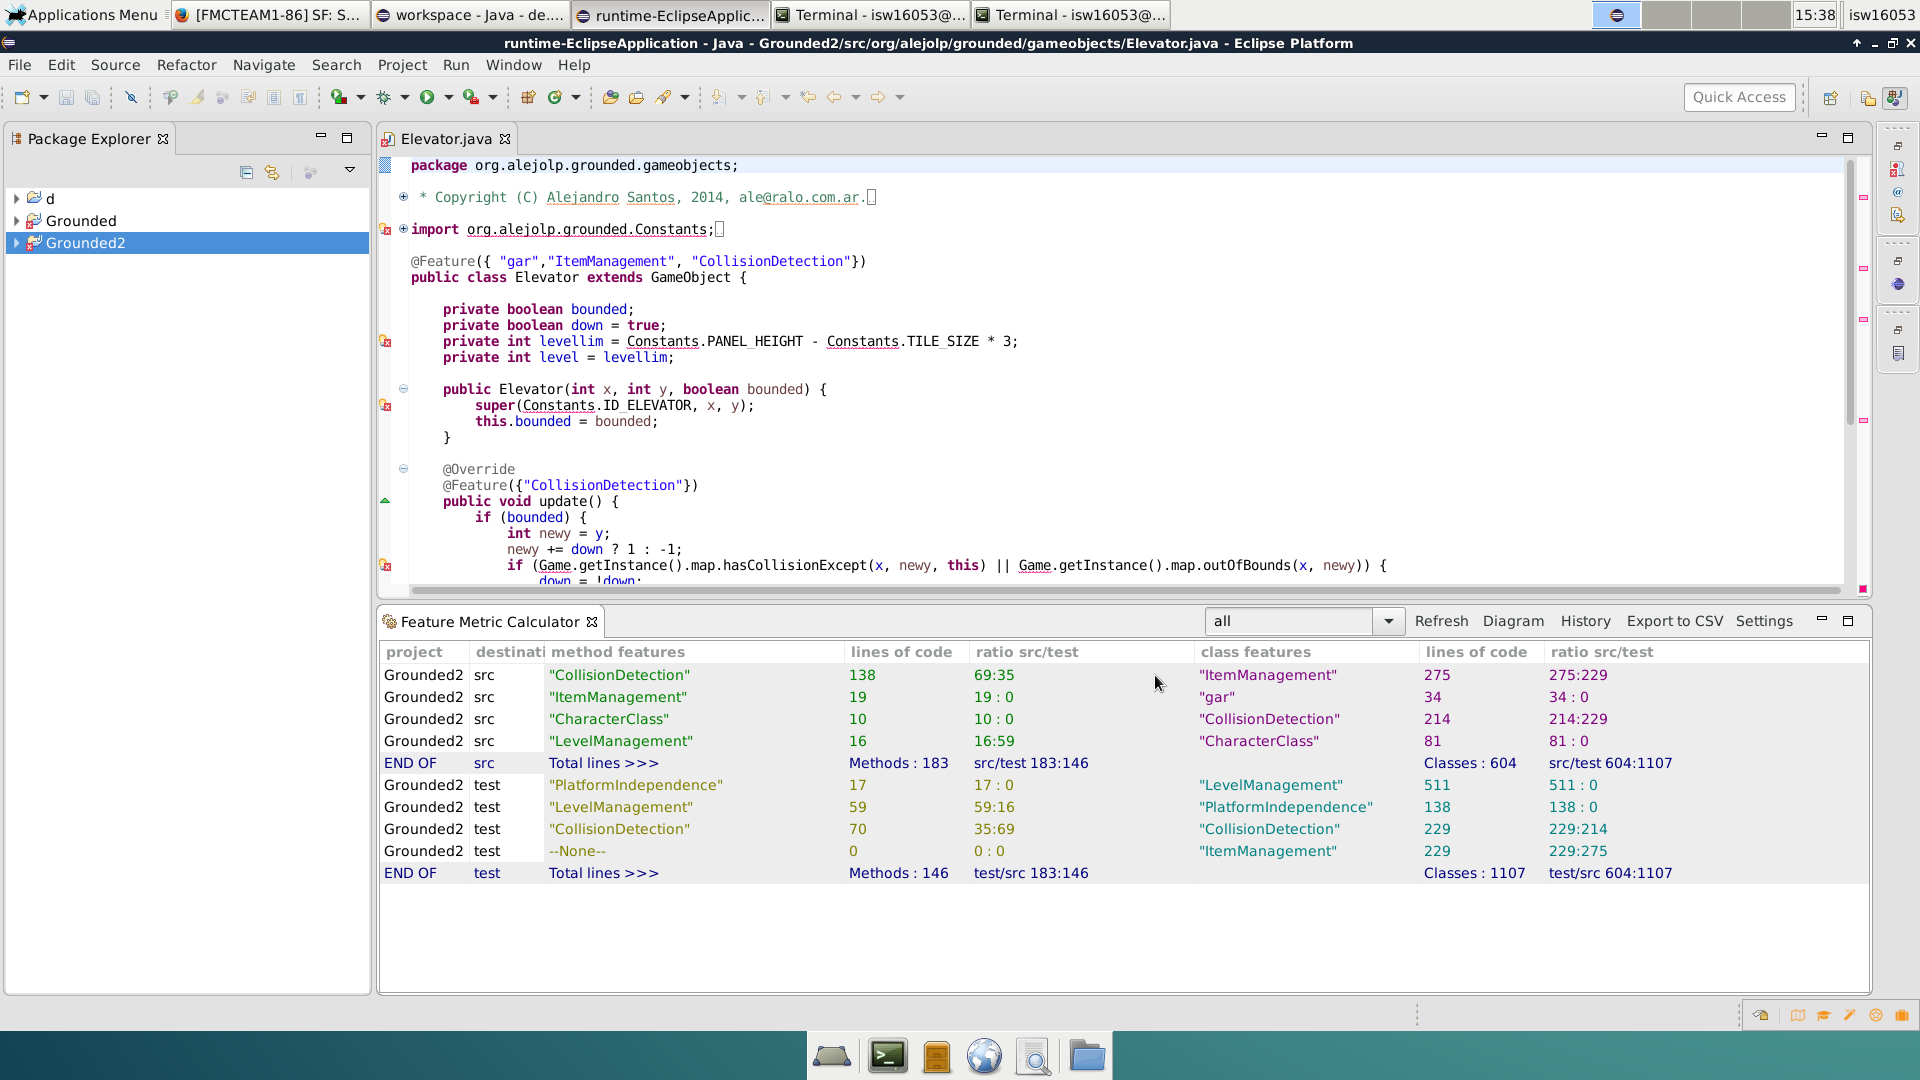 Applications Menu [FMCTEAM1-86] SF: S... workspace - Java - de.... runtime-EclipseApplic... Terminal - isw16053@... Terminal - isw16053@... 15:38 isw16053
runtime-EclipseApplication - Java - Grounded2/src/org/alejolp/grounded/gameobjects/Elevator.java - Eclipse Platform
File Edit Source Refactor Navigate Search Project Run Window Help
Quick Access
Package Explorer
d
Grounded
Grounded2
Elevator.java
package org.alejolp.grounded.gameobjects;
* Copyright (C) Alejandro Santos, 2014, ale@ralo.com.ar.
import org.alejolp.grounded.Constants;
@Feature({ "gar","ItemManagement", "CollisionDetection"})
public class Elevator extends GameObject {
private boolean bounded;
private boolean down = true;
private int levellim = Constants.PANEL_HEIGHT - Constants.TILE_SIZE * 3;
private int level = levellim;
public Elevator(int x, int y, boolean bounded) {
super(Constants.ID_ELEVATOR, x, y);
this.bounded = bounded;
}
@Override
@Feature({"CollisionDetection"})
public void update() {
if (bounded) {
int newy = y;
newy += down ? 1 : -1;
if (Game.getInstance().map.hasCollisionExcept(x, newy, this) || Game.getInstance().map.outOfBounds(x, newy)) {
down = !down;
Feature Metric Calculator all Refresh Diagram History Export to CSV Settings
project destinati method features lines of code ratio src/test class features lines of code ratio src/test
Grounded2 src "CollisionDetection" 138 69:35 "ItemManagement" 275 275:229
Grounded2 src "ItemManagement" 19 19 : 0 "gar" 34 34 : 0
Grounded2 src "CharacterClass" 10 10 : 0 "CollisionDetection" 214 214:229
Grounded2 src "LevelManagement" 16 16:59 "CharacterClass" 81 81 : 0
END OF src Total lines >>> Methods : 183 src/test 183:146 Classes : 604 src/test 604:1107
Grounded2 test "PlatformIndependence" 17 17 : 0 "LevelManagement" 511 511 : 0
Grounded2 test "LevelManagement" 59 59:16 "PlatformIndependence" 138 138 : 0
Grounded2 test "CollisionDetection" 70 35:69 "CollisionDetection" 229 229:214
Grounded2 test --None-- 0 0 : 0 "ItemManagement" 229 229:275
END OF test Total lines >>> Methods : 146 test/src 183:146 Classes : 1107 test/src 604:1107